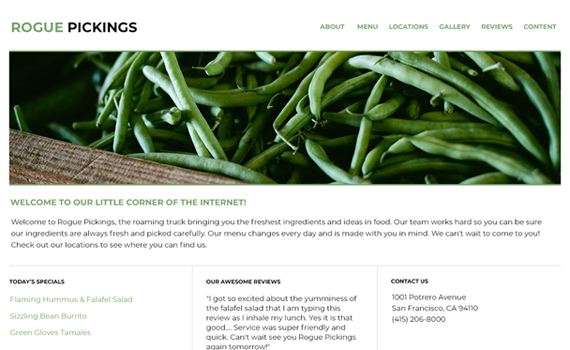 ROGUE PICKINGS
ABOUT MENU LOCATIONS GALLERY REVIEWS CONTENT
WELCOME TO OUR LITTLE CORNER OF THE INTERNET!
Welcome to Rogue Pickings, the roaming truck bringing you the freshest ingredients and ideas in food. Our team works hard so you can be sure
our ingredients are always fresh and picked carefully. Our menu changes every day and is made with you in mind. We can't wait to come to you!
Check out our locations to see where you can find us.
TODAY'S SPECIALS
Flaming Hummus & Falafel Salad
Sizzling Bean Burrito
Green Gloves Tamales
OUR AWESOME REVIEWS
"I got so excited about the yumminess of
the falafel salad that I am typing this
review as I inhale my lunch. Yes it is that
good.... Service was super friendly and
quick. Can't wait see you Rogue Pickings
again tomorrow!"
CONTACT US
1001 Potrero Avenue
San Francisco, CA 94110
(415) 206-8000